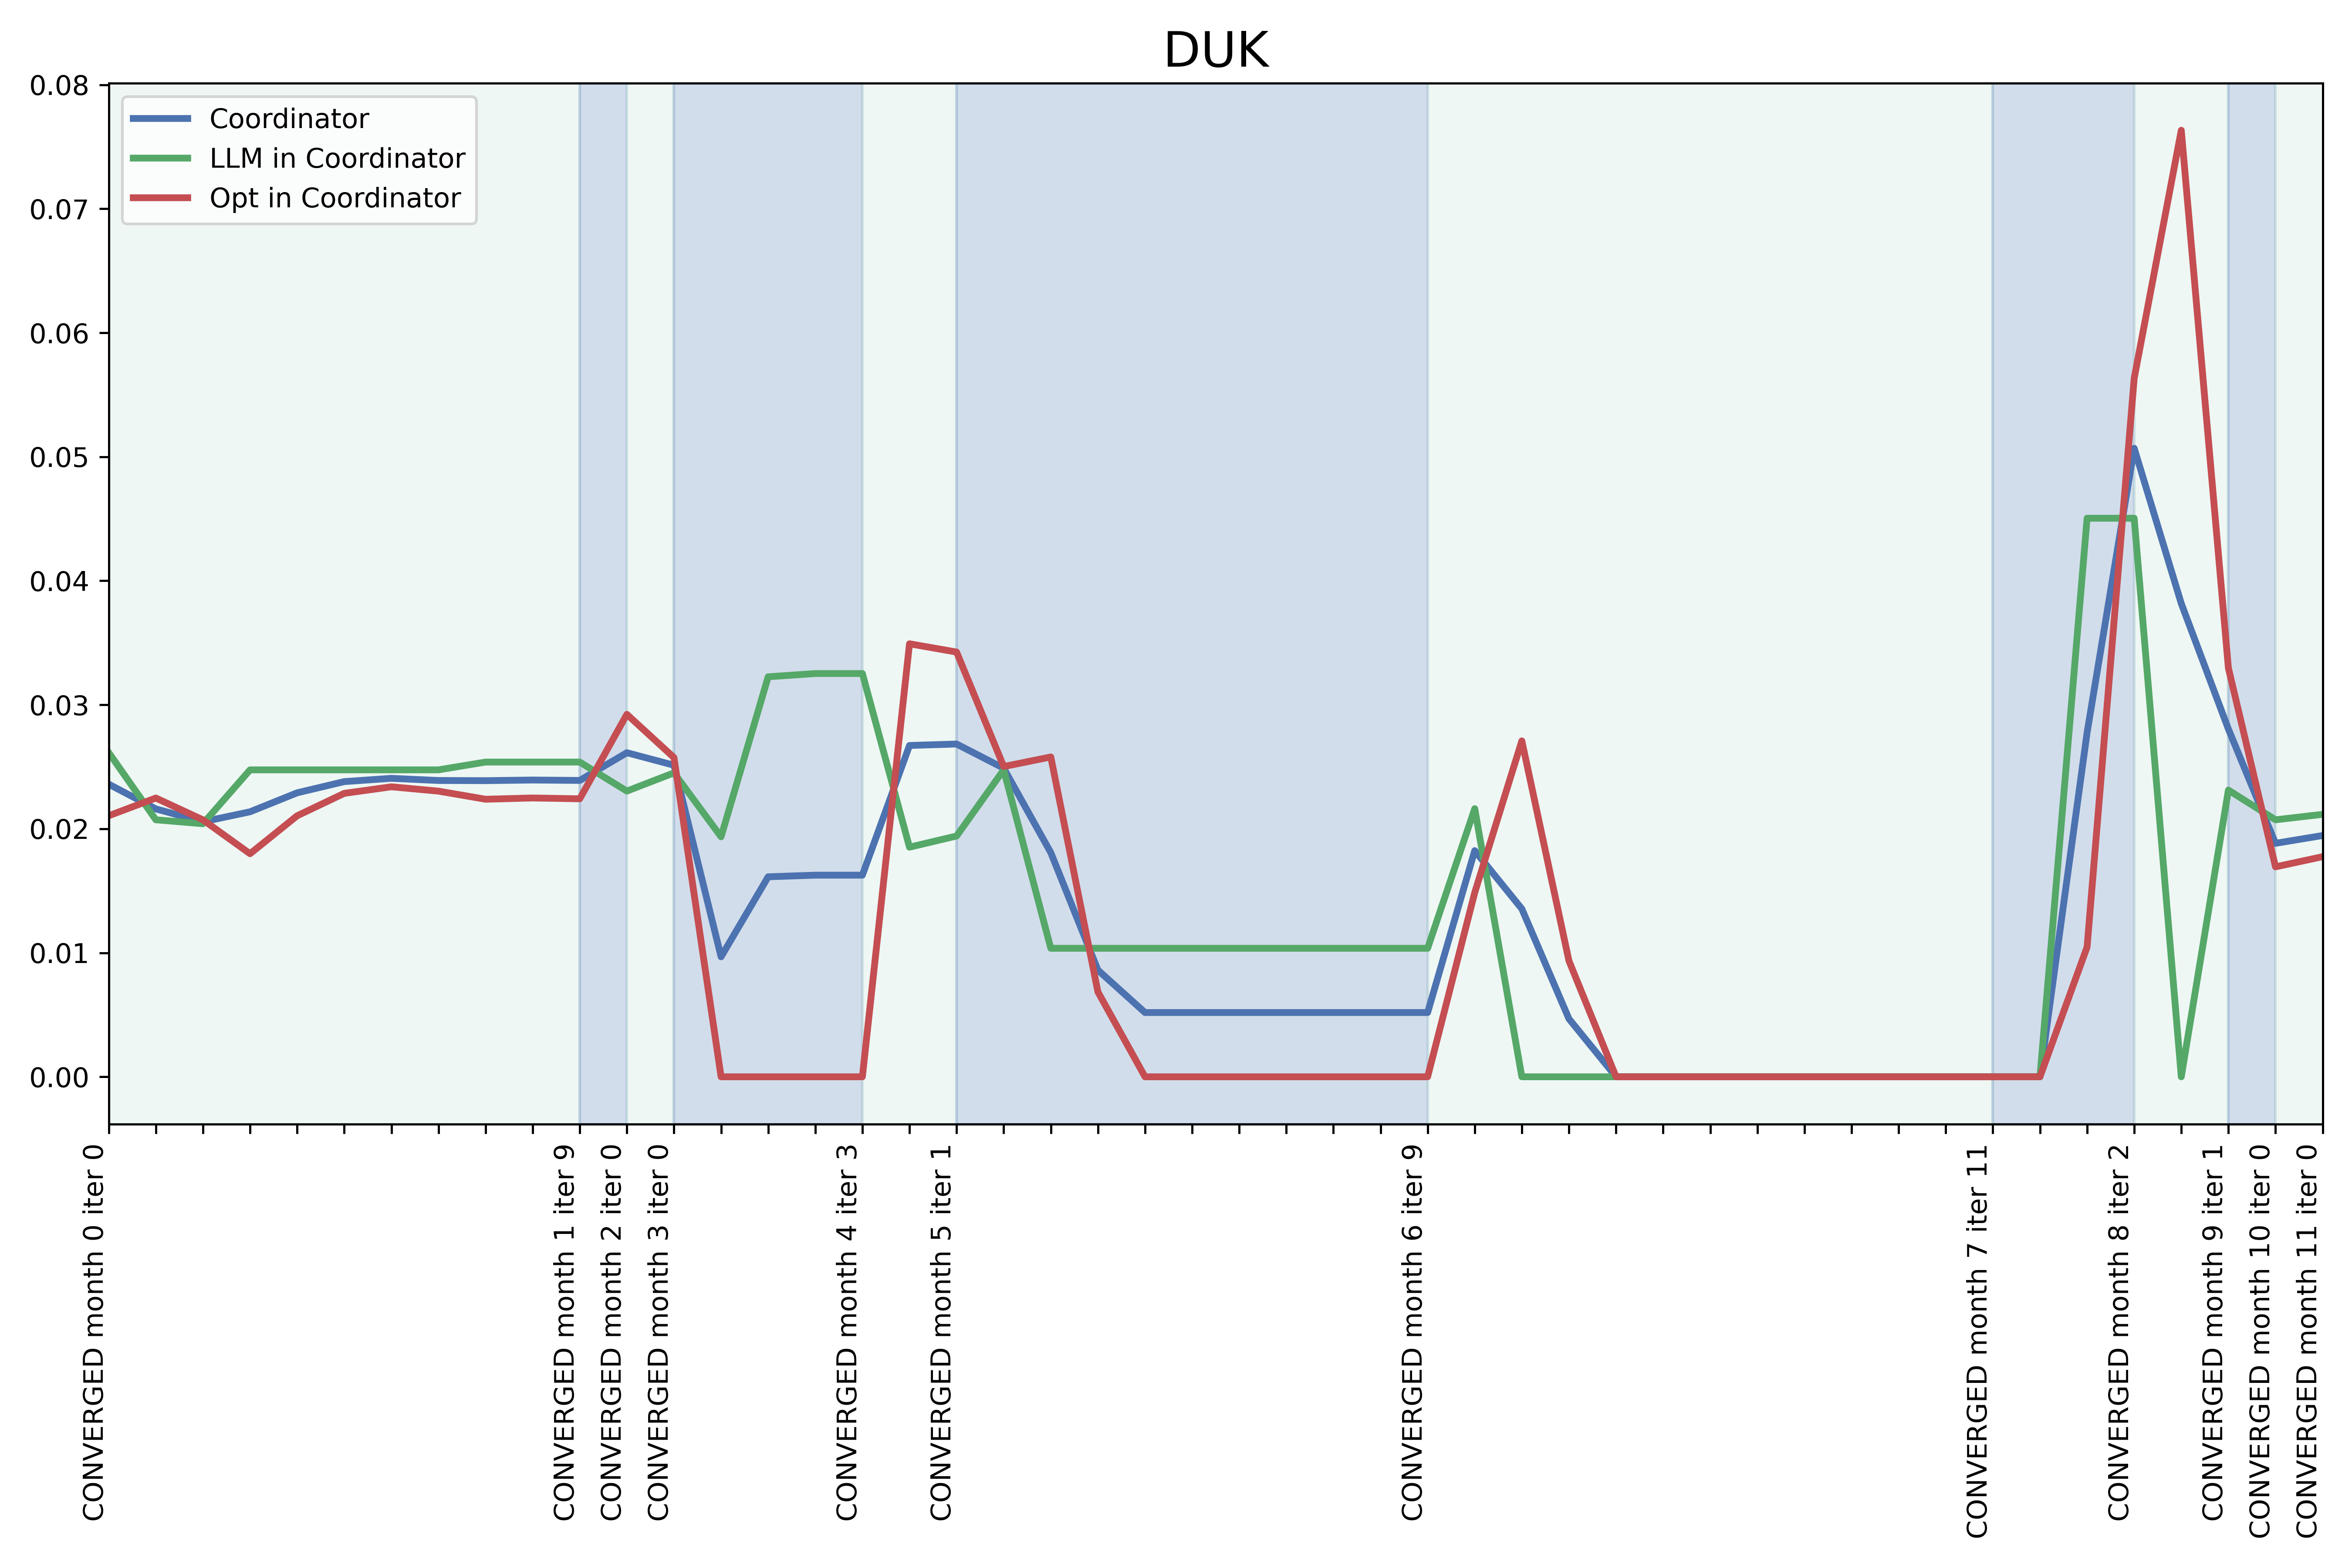 DUK
0.08
0.07
0.06
0.05
0.04
0.03
0.02
0.01
0.00
Coordinator
LLM in Coordinator
Opt in Coordinator
CONVERGED month 0 iter 0
CONVERGED month 1 iter 9
CONVERGED month 2 iter 0
CONVERGED month 3 iter 0
CONVERGED month 4 iter 3
CONVERGED month 5 iter 1
CONVERGED month 6 iter 9
CONVERGED month 7 iter 11
CONVERGED month 8 iter 2
CONVERGED month 9 iter 1
CONVERGED month 10 iter 0
CONVERGED month 11 iter 0